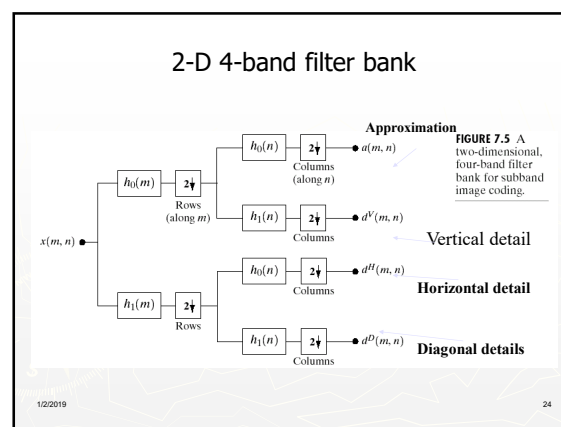 2-D 4-band filter bank
Approximation
FIGURE 7.5 A
two-dimensional,
four-band filter
bank for subband
image coding.
h₀(n) 2↓ a(m, n)
Columns
(along n)
h₀(m) 2↓
Rows
(along m)
h₁(n) 2↓ dⱽ(m, n)
Columns
Vertical detail
x(m, n)
h₀(n) 2↓ dᴴ(m, n)
Columns
Horizontal detail
h₁(m) 2↓
Rows
h₁(n) 2↓ dᴰ(m, n)
Columns
Diagonal details
1/2/2019
24